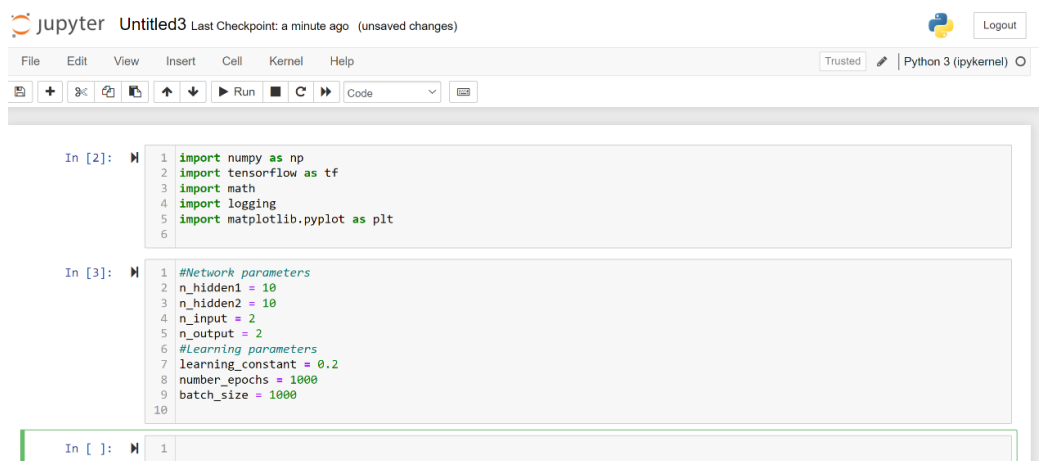 jupyter Untitled3 Last Checkpoint: a minute ago (unsaved changes) Logout
File Edit View Insert Cell Kernel Help Trusted Python 3 (ipykernel)
Run Code
In [2]:
1 import numpy as np
2 import tensorflow as tf
3 import math
4 import logging
5 import matplotlib.pyplot as plt
6
In [3]:
1 #Network parameters
2 n_hidden1 = 10
3 n_hidden2 = 10
4 n_input = 2
5 n_output = 2
6 #Learning parameters
7 learning_constant = 0.2
8 number_epochs = 1000
9 batch_size = 1000
10
In [ ]:
1